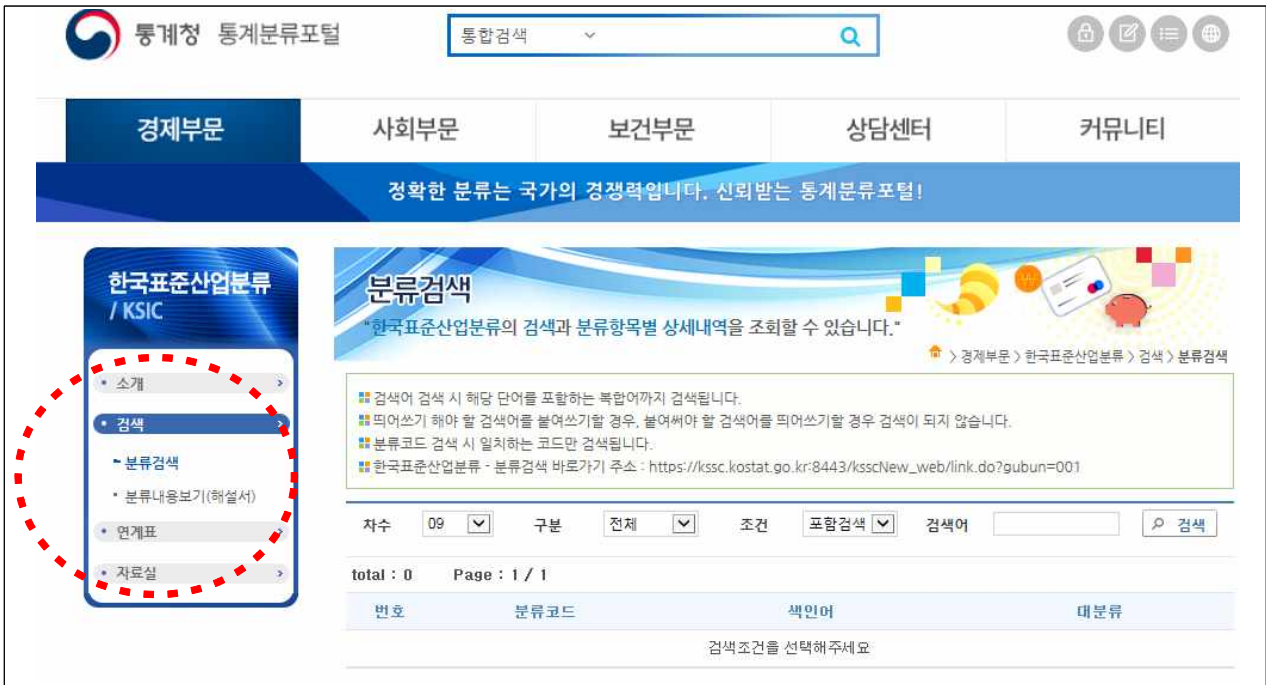 통계청 통계분류포털
통합검색
경제부문 사회부문 보건부문 상담센터 커뮤니티
정확한 분류는 국가의 경쟁력입니다. 신뢰받는 통계분류포털!
한국표준산업분류
/ KSIC
소개
검색
분류검색
분류내용보기(해설서)
연계표
자료실
분류검색
"한국표준산업분류의 검색과 분류항목별 상세내역을 조회할 수 있습니다."
> 경제부문 > 한국표준산업분류 > 검색 > 분류검색
검색어 검색 시 해당 단어를 포함하는 복합어까지 검색됩니다.
띄어쓰기 해야 할 검색어를 붙여쓰기할 경우, 붙여써야 할 검색어를 띄어쓰기할 경우 검색이 되지 않습니다.
분류코드 검색 시 일치하는 코드만 검색됩니다.
한국표준산업분류 - 분류검색 바로가기 주소 : https://kssc.kostat.go.kr:8443/ksscNew_web/link.do?gubun=001
차수 09 구분 전체 조건 포함검색 검색어 검색
total : 0 Page : 1 / 1
번호 분류코드 색인어 대분류
검색조건을 선택해주세요